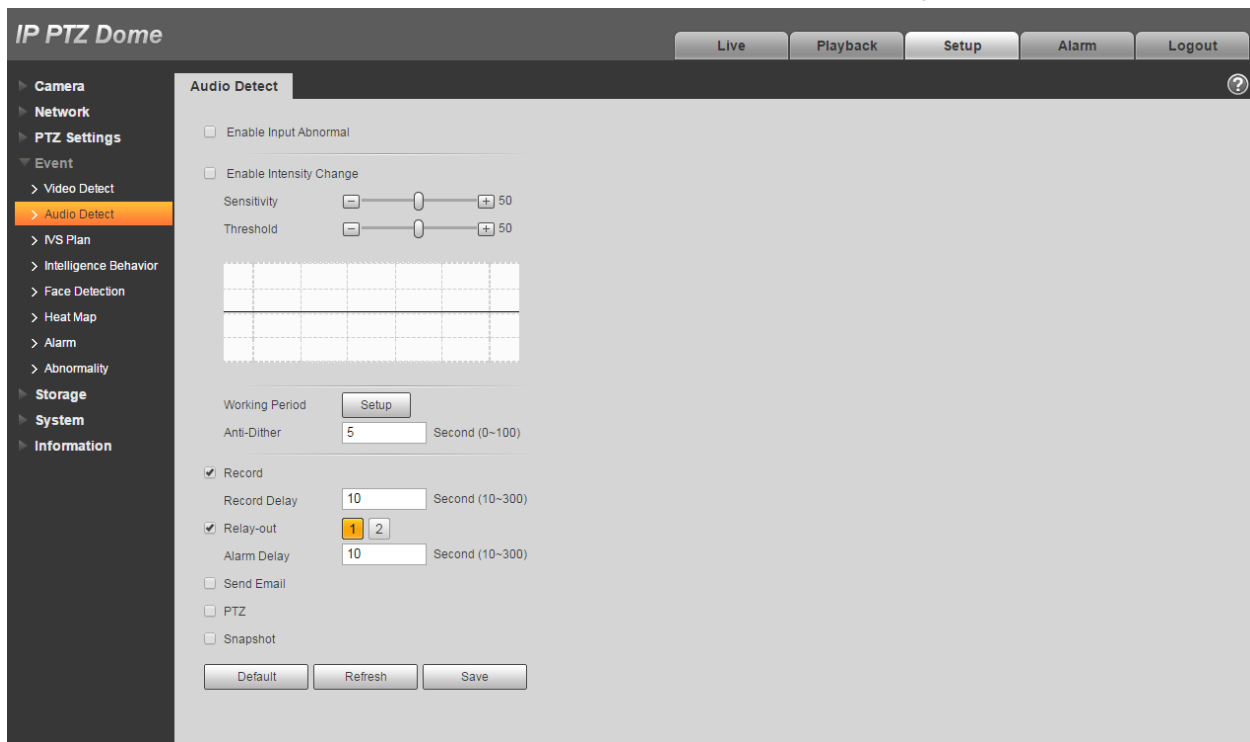 IP PTZ Dome
Live Playback Setup Alarm Logout
Camera
Network
PTZ Settings
Event
Video Detect
Audio Detect
IVS Plan
Intelligence Behavior
Face Detection
Heat Map
Alarm
Abnormality
Storage
System
Information
Audio Detect
?
Enable Input Abnormal
Enable Intensity Change
Sensitivity - + 50
Threshold - + 50
Working Period Setup
Anti-Dither 5 Second (0~100)
Record
Record Delay 10 Second (10~300)
Relay-out 1 2
Alarm Delay 10 Second (10~300)
Send Email
PTZ
Snapshot
Default Refresh Save